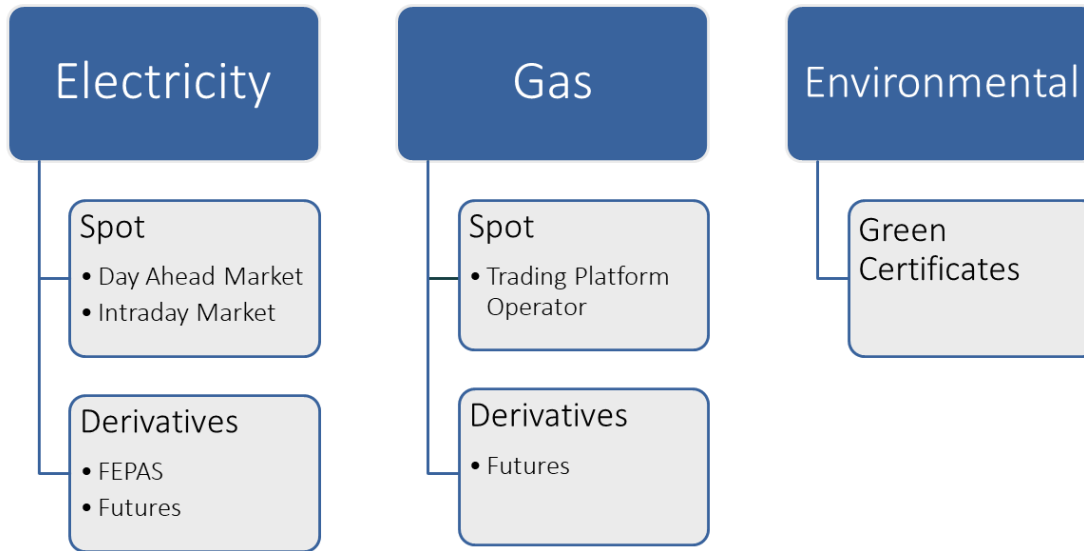 Electricity
Spot
• Day Ahead Market
• Intraday Market
Derivatives
• FEPAS
• Futures
Gas
Spot
• Trading Platform
Operator
Derivatives
• Futures
Environmental
Green
Certificates